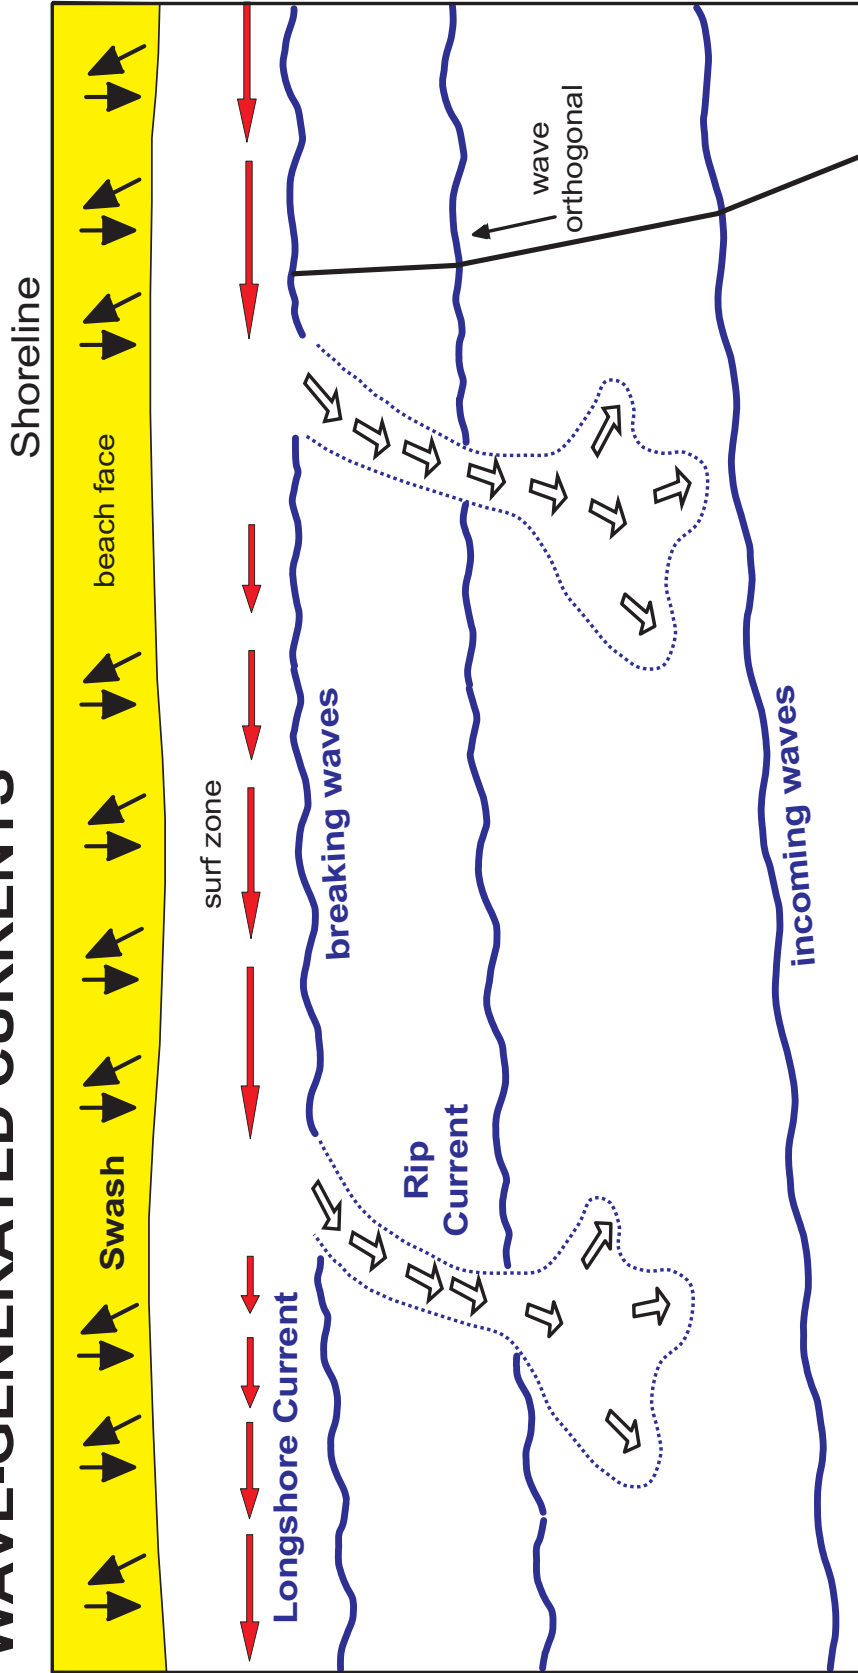 WAVE-GENERATED CURRENTS
Shoreline
beach face
Swash
surf zone
breaking waves
wave
orthogonal
Longshore Current
Rip
Current
incoming waves